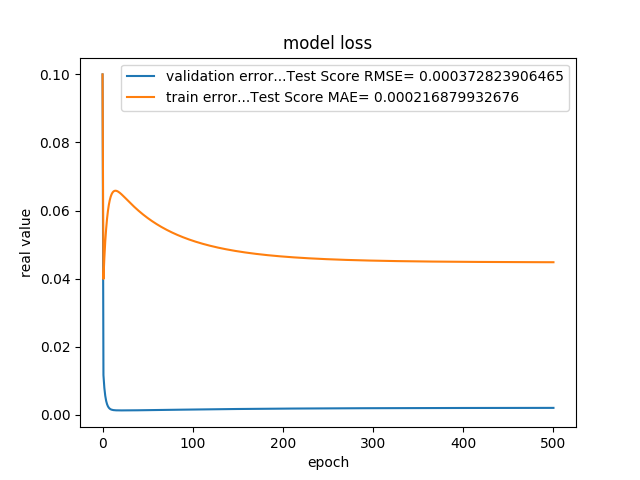 model loss
validation error...Test Score RMSE= 0.000372823906465
train error...Test Score MAE= 0.000216879932676
real value
0.10
0.08
0.06
0.04
0.02
0.00
0
100
200
300
400
500
epoch